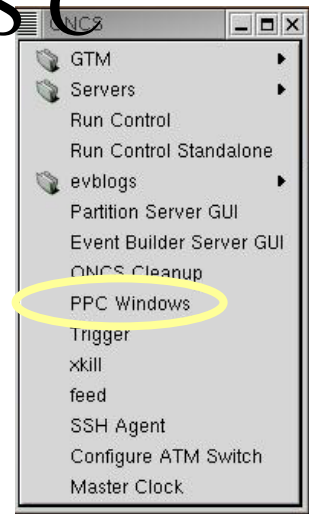 ONCS
GTM
Servers
Run Control
Run Control Standalone
evblogs
Partition Server GUI
Event Builder Server GUI
ONCS Cleanup
PPC Windows
Trigger
xkill
feed
SSH Agent
Configure ATM Switch
Master Clock